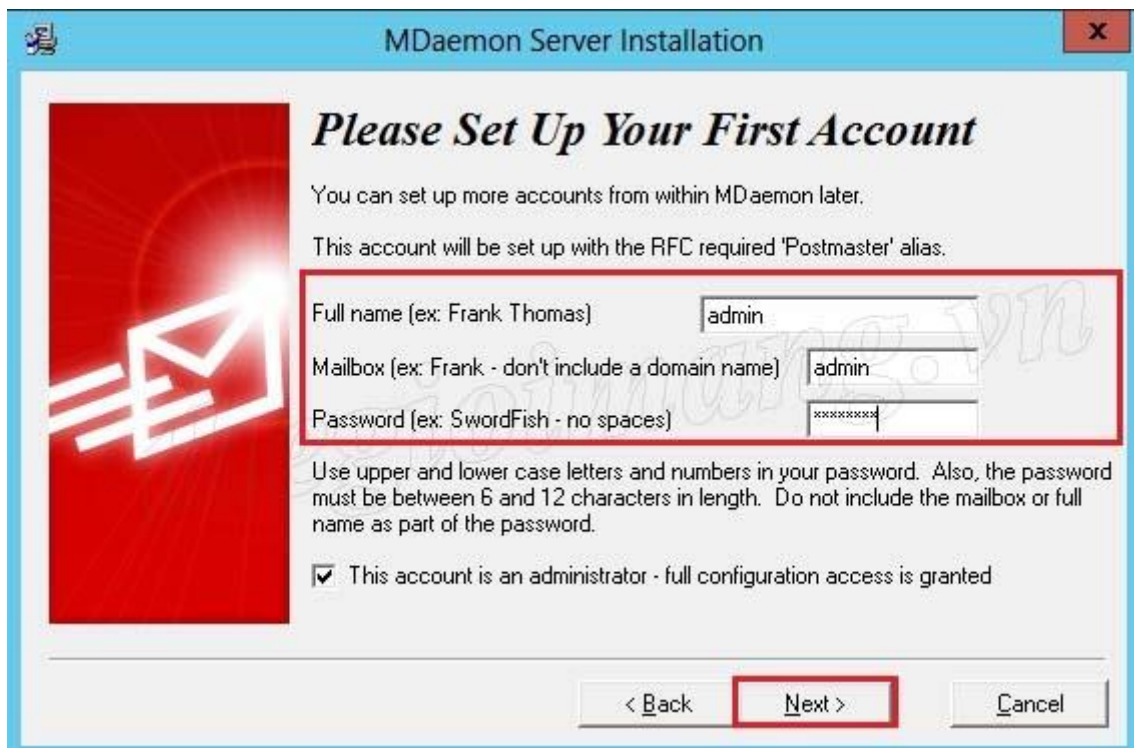 MDaemon Server Installation
x
Please Set Up Your First Account
You can set up more accounts from within MDaemon later.
This account will be set up with the RFC required 'Postmaster' alias.
Full name (ex: Frank Thomas) admin
Mailbox (ex: Frank - don't include a domain name) admin
Password (ex: SwordFish - no spaces) ********
Use upper and lower case letters and numbers in your password. Also, the password
must be between 6 and 12 characters in length. Do not include the mailbox or full
name as part of the password.
This account is an administrator - full configuration access is granted
< Back Next > Cancel